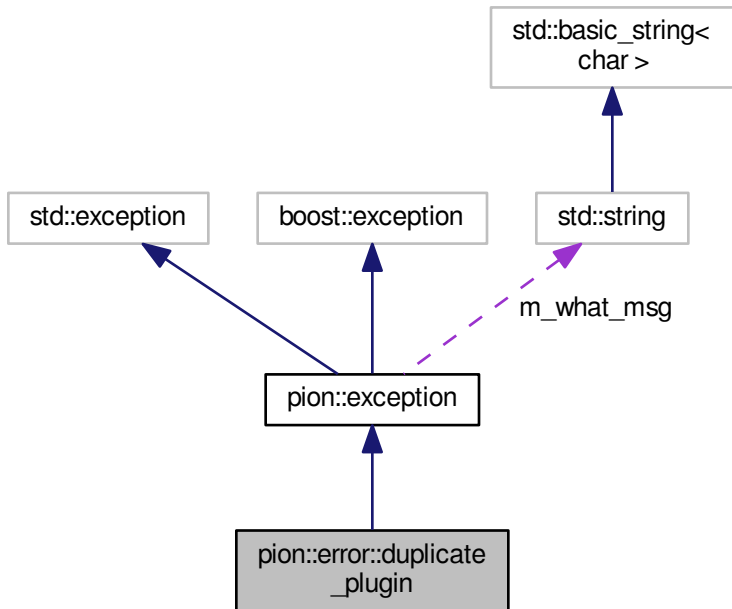 std::basic_string<
char >
std::exception
boost::exception
std::string
m_what_msg
pion::exception
pion::error::duplicate
_plugin